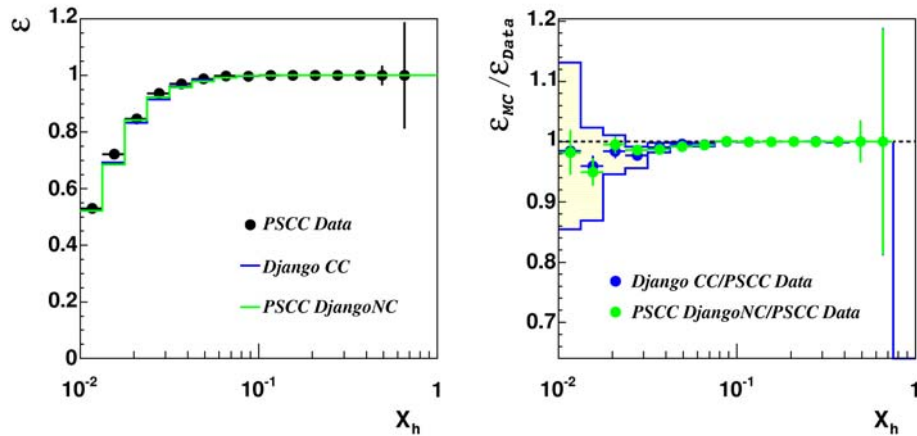 ε
1.2
1
0.8
0.6
0.4
0.2
0
10⁻²
10⁻¹
1
X_h
PSCC Data
Django CC
PSCC DjangoNC
ε_MC / ε_Data
1.2
1.1
1
0.9
0.8
0.7
10⁻²
10⁻¹
1
X_h
Django CC/PSCC Data
PSCC DjangoNC/PSCC Data